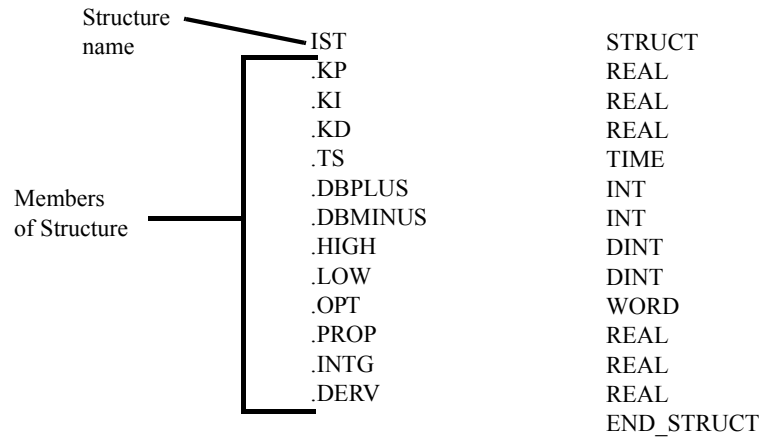 Structure
name
IST STRUCT
.KP REAL
.KI REAL
.KD REAL
.TS TIME
.DBPLUS INT
.DBMINUS INT
.HIGH DINT
.LOW DINT
.OPT WORD
.PROP REAL
.INTG REAL
.DERV REAL
END_STRUCT
Members
of Structure